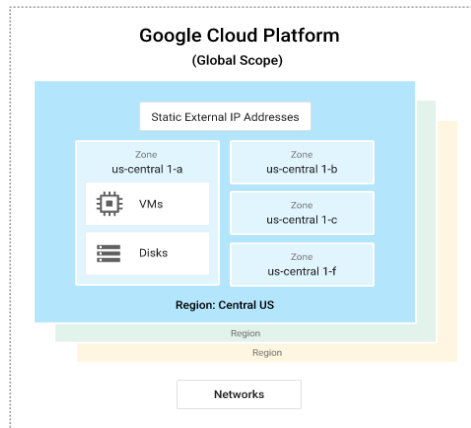 Google Cloud Platform
(Global Scope)
Static External IP Addresses
Zone
us-central 1-a
VMs
Disks
Zone
us-central 1-b
Zone
us-central 1-c
Zone
us-central 1-f
Region: Central US
Region
Region
Networks